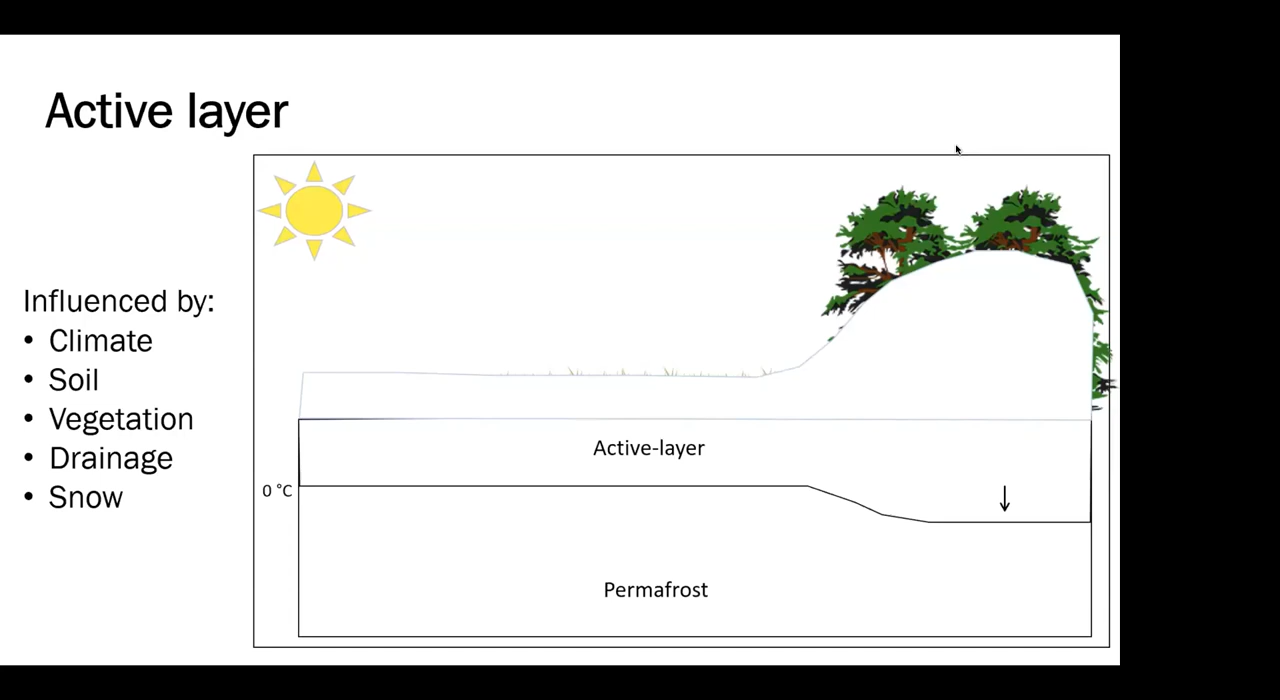 Active layer
Influenced by:
• Climate
• Soil
• Vegetation
• Drainage
• Snow
Active-layer
0 °C
Permafrost